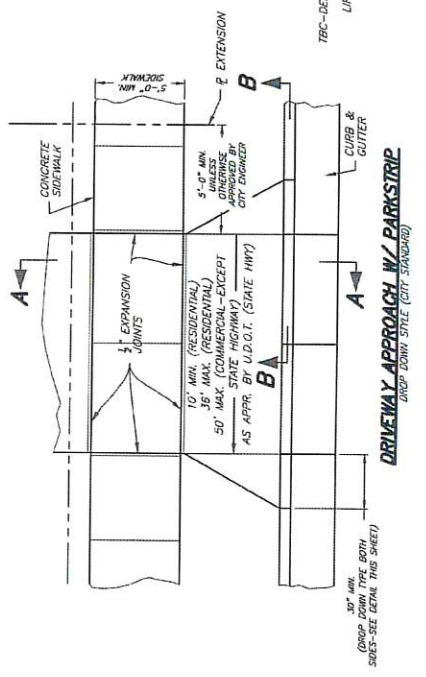 A
CONCRETE
SIDEWALK
5'-0" MIN.
SIDEWALK
½" EXPANSION
JOINTS
℄ EXTENSION
10' MIN. (RESIDENTIAL)
36' MAX. (RESIDENTIAL)
50' MAX. (COMMERCIAL-EXCEPT
STATE HIGHWAY)
AS APPR. BY U.D.O.T. (STATE HWY)
5'-0" MIN.
UNLESS
OTHERWISE
APPROVED BY
CITY ENGINEER
B
B
30" MIN.
(DROP DOWN TYPE BOTH
SIDES-SEE DETAIL THIS SHEET)
CURB &
GUTTER
A
DRIVEWAY APPROACH W/ PARKSTRIP
DROP DOWN STYLE (CITY STANDARD)